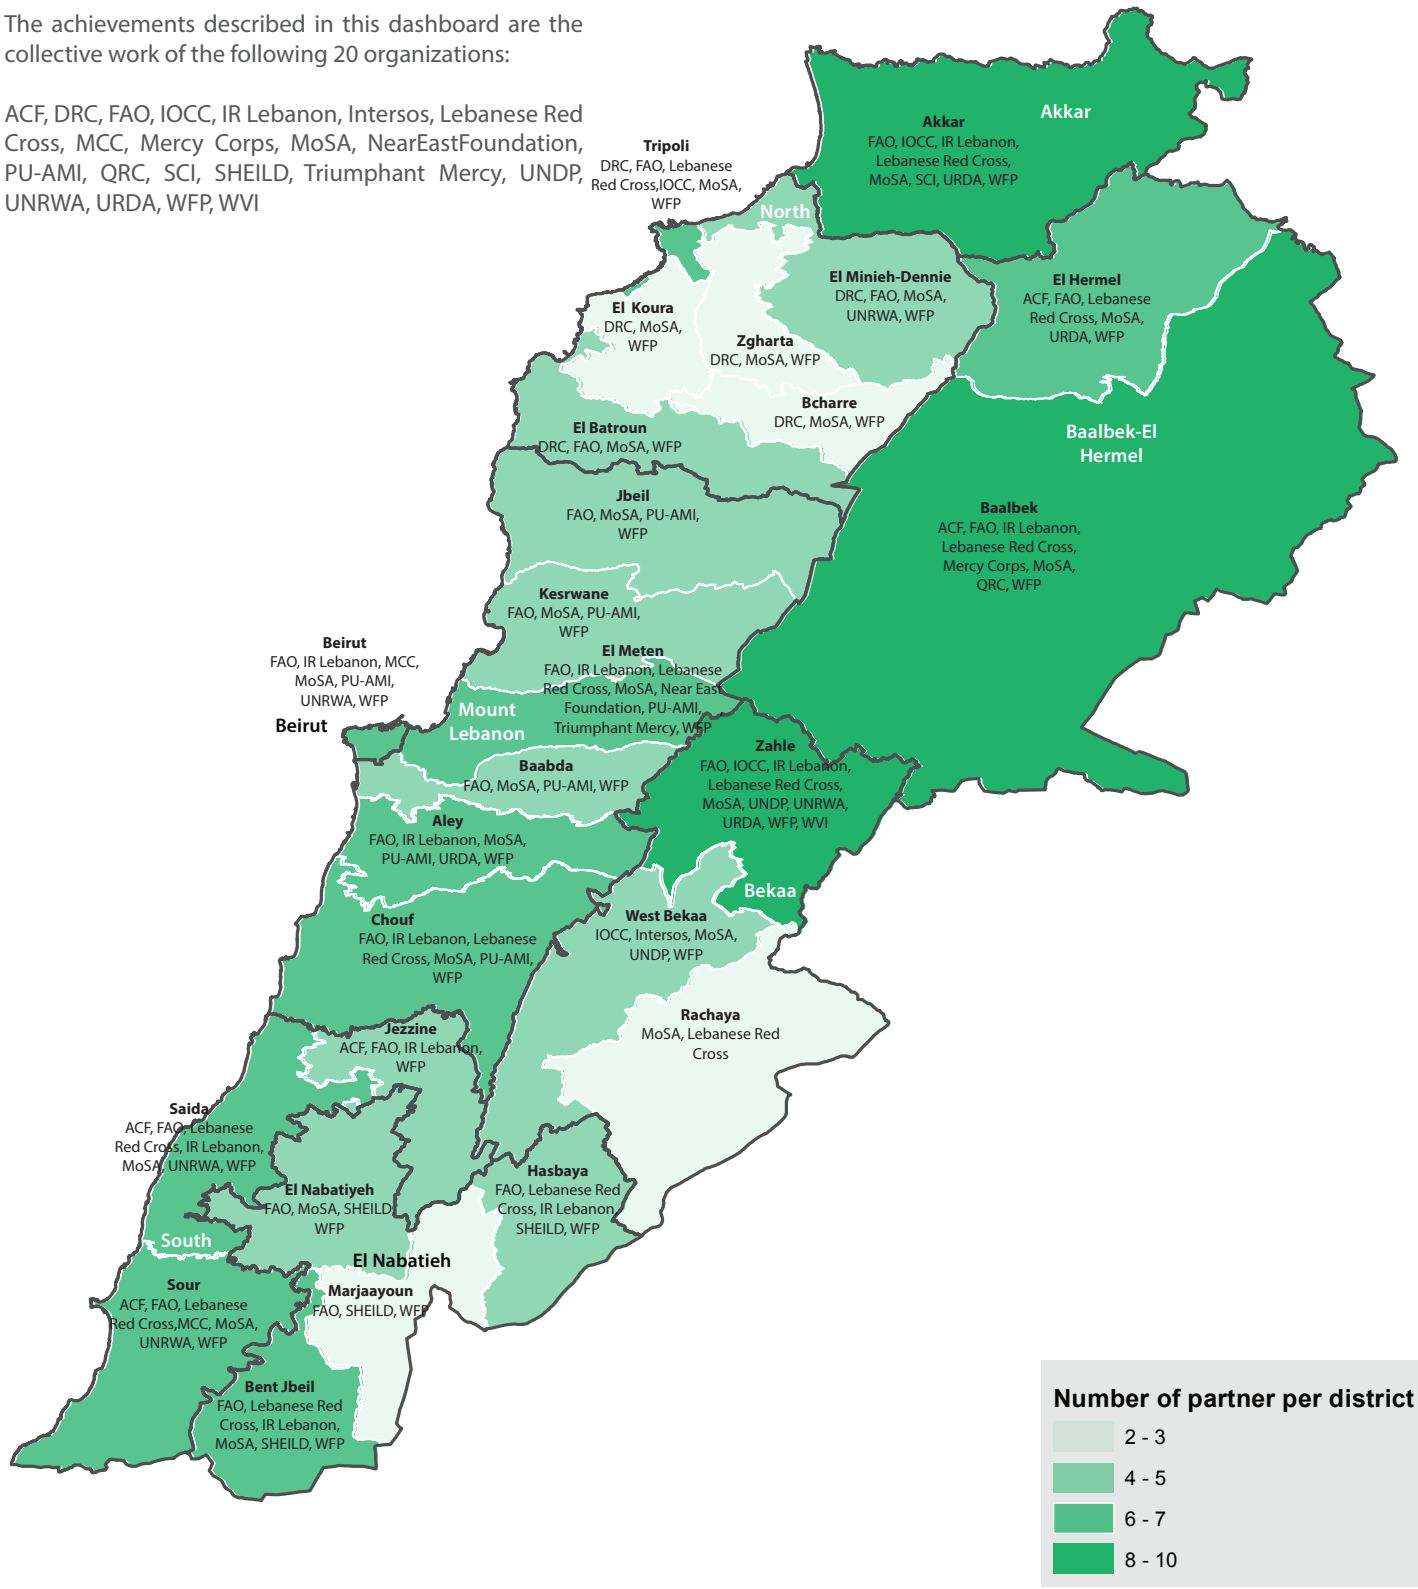 The achievements described in this dashboard are the
collective work of the following 20 organizations:
ACF, DRC, FAO, IOCC, IR Lebanon, Intersos, Lebanese Red
Cross, MCC, Mercy Corps, MoSA, NearEastFoundation,
PU-AMI, QRC, SCI, SHEILD, Triumphant Mercy, UNDP,
UNRWA, URDA, WFP, WVI
Akkar
Akkar
FAO, IOCC, IR Lebanon,
Lebanese Red Cross,
MoSA, SCI, URDA, WFP
Tripoli
DRC, FAO, Lebanese
Red Cross,IOCC, MoSA,
WFP
North
El Minieh-Dennie
DRC, FAO, MoSA,
UNRWA, WFP
El Hermel
ACF, FAO, Lebanese
Red Cross, MoSA,
URDA, WFP
El Koura
DRC, MoSA,
WFP
Zgharta
DRC, MoSA, WFP
Bcharre
DRC, MoSA, WFP
El Batroun
DRC, FAO, MoSA, WFP
Baalbek-El
Hermel
Jbeil
FAO, MoSA, PU-AMI,
WFP
Baalbek
ACF, FAO, IR Lebanon,
Lebanese Red Cross,
Mercy Corps, MoSA,
QRC, WFP
Kesrwane
FAO, MoSA, PU-AMI,
WFP
Beirut
FAO, IR Lebanon, MCC,
MoSA, PU-AMI,
UNRWA, WFP
Beirut
El Meten
FAO, IR Lebanon, Lebanese
Red Cross, MoSA, Near East
Foundation, PU-AMI,
Triumphant Mercy, WFP
Mount
Lebanon
Baabda
FAO, MoSA, PU-AMI, WFP
Zahle
FAO, IOCC, IR Lebanon,
Lebanese Red Cross,
MoSA, UNDP, UNRWA,
URDA, WFP, WVI
Aley
FAO, IR Lebanon, MoSA,
PU-AMI, URDA, WFP
Bekaa
Chouf
FAO, IR Lebanon, Lebanese
Red Cross, MoSA, PU-AMI,
WFP
West Bekaa
IOCC, Intersos, MoSA,
UNDP, WFP
Rachaya
MoSA, Lebanese Red
Cross
Jezzine
ACF, FAO, IR Lebanon,
WFP
Saida
ACF, FAO, Lebanese
Red Cross, IR Lebanon,
MoSA, UNRWA, WFP
Hasbaya
FAO, Lebanese Red
Cross, IR Lebanon,
SHEILD, WFP
El Nabatiyeh
FAO, MoSA, SHEILD,
WFP
South
El Nabatieh
Sour
ACF, FAO, Lebanese
Red Cross,MCC, MoSA,
UNRWA, WFP
Marjaayoun
FAO, SHEILD, WFP
Bent Jbeil
FAO, Lebanese Red
Cross, IR Lebanon,
MoSA, SHEILD, WFP
Number of partner per district
2 - 3
4 - 5
6 - 7
8 - 10